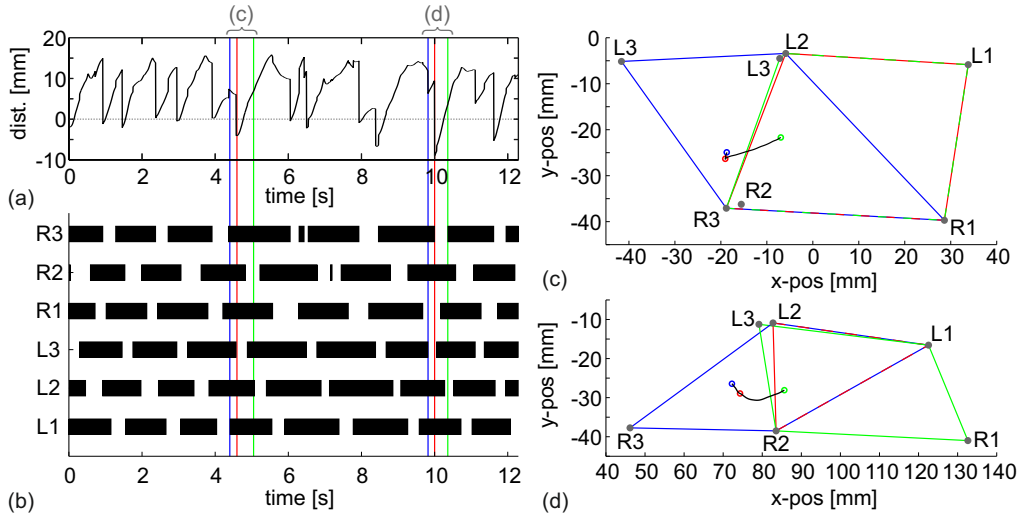 (c)
(d)
20
10
0
-10
dist. [mm]
0
2
4
6
8
10
12
time [s]
(a)
R3
R2
R1
L3
L2
L1
0
2
4
6
8
10
12
time [s]
(b)
0
-10
-20
-30
-40
y-pos [mm]
L3
L2
L1
L3
R2
R3
R1
-40
-30
-20
-10
0
10
20
30
40
x-pos [mm]
(c)
-10
-20
-30
-40
y-pos [mm]
L3
L2
L1
R3
R2
R1
40
50
60
70
80
90
100
110
120
130
140
x-pos [mm]
(d)